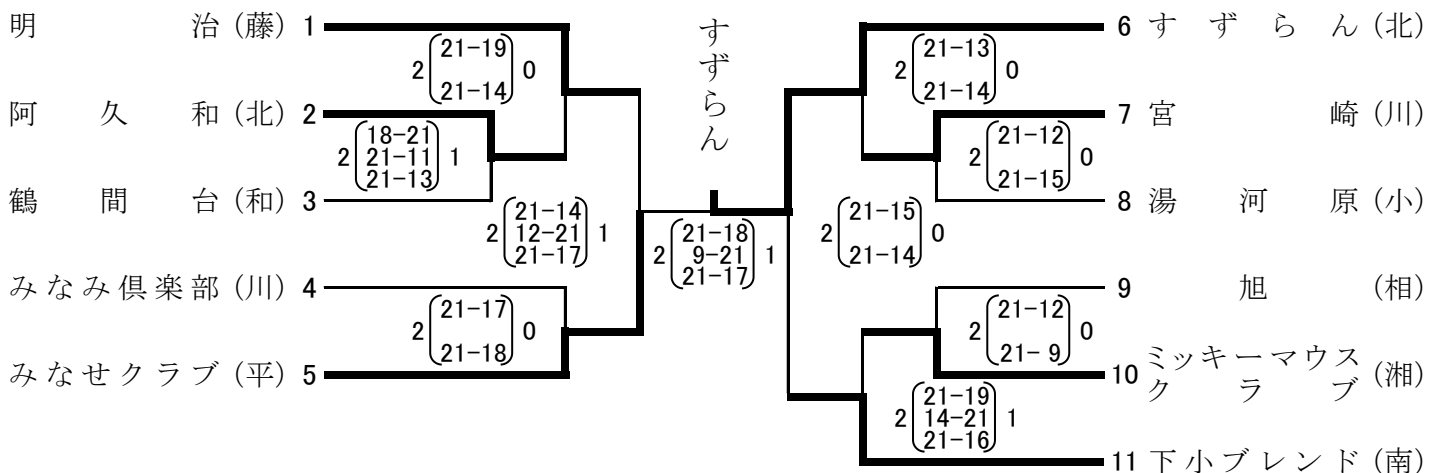 明治(藤) 1
2 21-19 21-14 0
阿久和(北) 2
2 18-21 21-11 21-13 1
鶴間台(和) 3
2 21-14 12-21 21-17 1
みなみ倶楽部(川) 4
2 21-17 21-18 0
みなせクラブ(平) 5
すずらん
2 21-18 9-21 21-17 1
6 すずらん(北)
2 21-13 21-14 0
7 宮崎(川)
2 21-12 21-15 0
8 湯河原(小)
2 21-15 21-14 0
9 旭(相)
2 21-12 21- 9 0
10 ミッキーマウスクラブ(湘)
2 21-19 14-21 21-16 1
11 下小ブレンド(南)